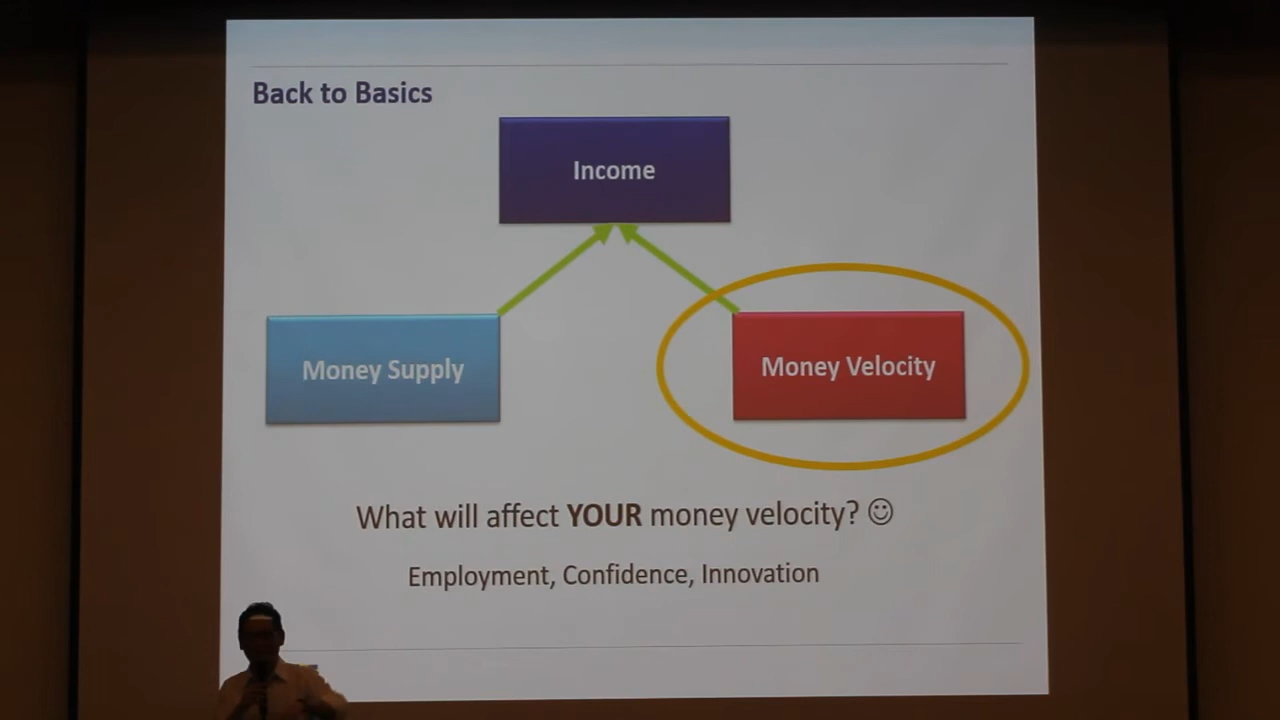 Back to Basics
Income
Money Supply
Money Velocity
What will affect YOUR money velocity? ☺
Employment, Confidence, Innovation